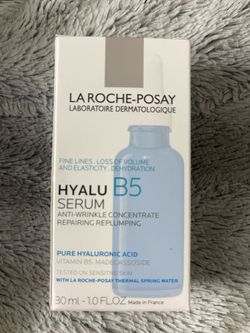 LA ROCHE-POSAY
LABORATOIRE DERMATOLOGIQUE
FINE LINES . LOSS OF VOLUME
AND ELASTICITY . DEHYDRATION
HYALU B5
SERUM
ANTI-WRINKLE CONCENTRATE
REPAIRING REPLUMPING
PURE HYALURONIC ACID
VITAMIN B5. MADECASSOSIDE
TESTED ON SENSITIVE SKIN
WITH LA ROCHE-POSAY THERMAL SPRING WATER
30 ml - 1.0 FL.OZ Made in France